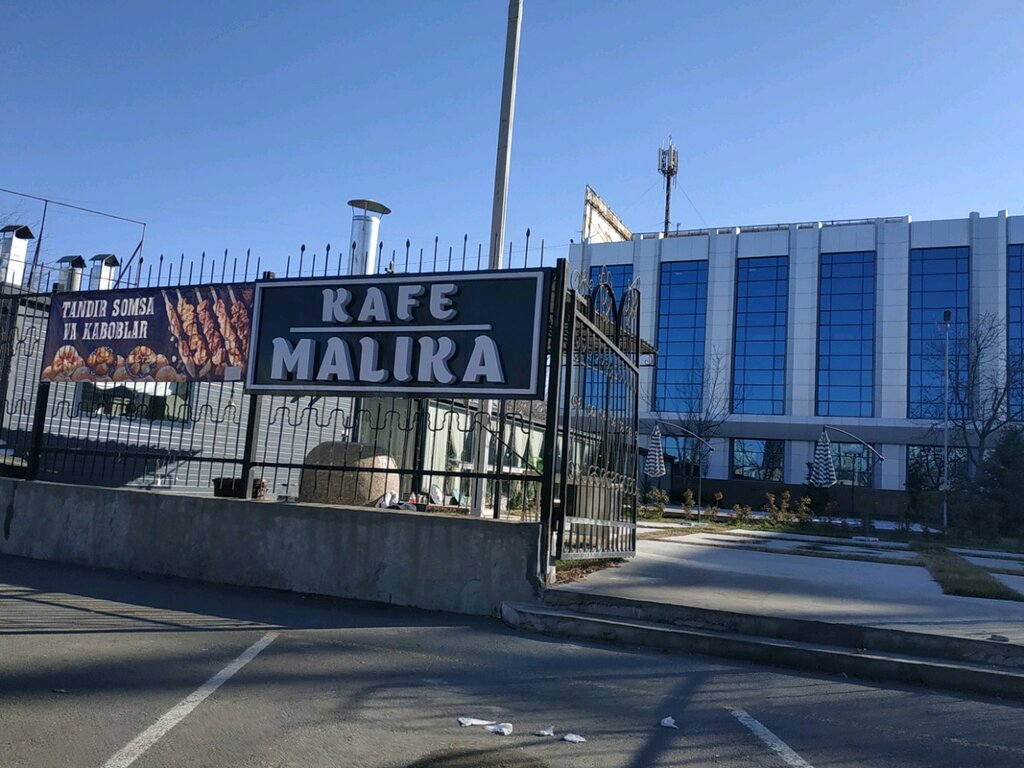 TANDIR SOMSA
VA KABOBLAR
KAFE
MALIKA